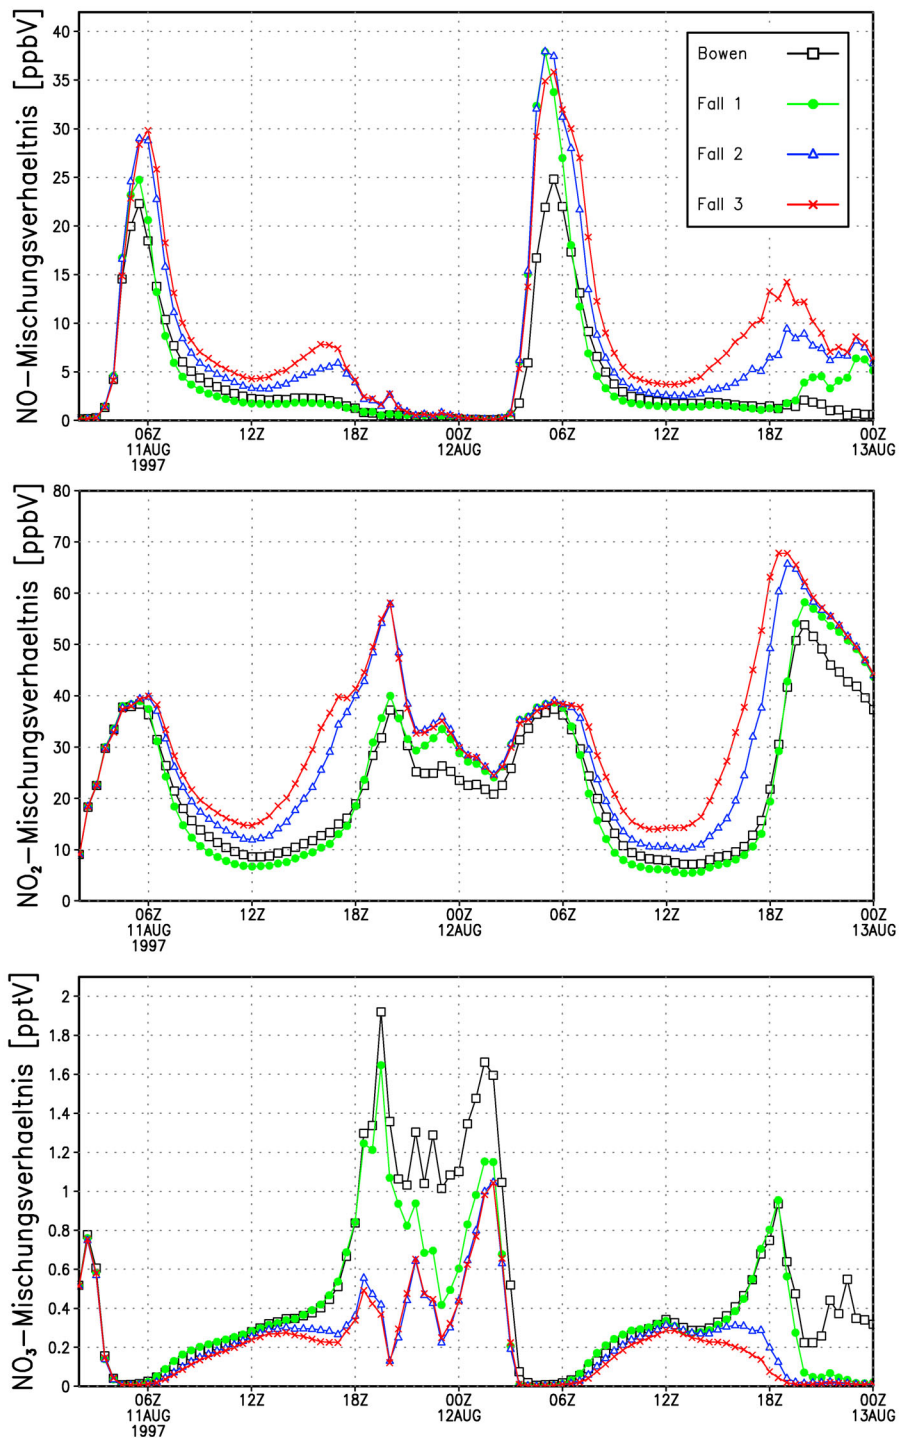 NO–Mischungsverhaeltnis [ppbV]
40
35
30
25
20
15
10
5
0
Bowen
Fall 1
Fall 2
Fall 3
06Z 12Z 18Z 00Z 06Z 12Z 18Z 00Z
11AUG 12AUG 13AUG
1997
NO2–Mischungsverhaeltnis [ppbV]
80
70
60
50
40
30
20
10
0
06Z 12Z 18Z 00Z 06Z 12Z 18Z 00Z
11AUG 12AUG 13AUG
1997
NO3–Mischungsverhaeltnis [pptV]
2
1.8
1.6
1.4
1.2
1
0.8
0.6
0.4
0.2
0
06Z 12Z 18Z 00Z 06Z 12Z 18Z 00Z
11AUG 12AUG 13AUG
1997